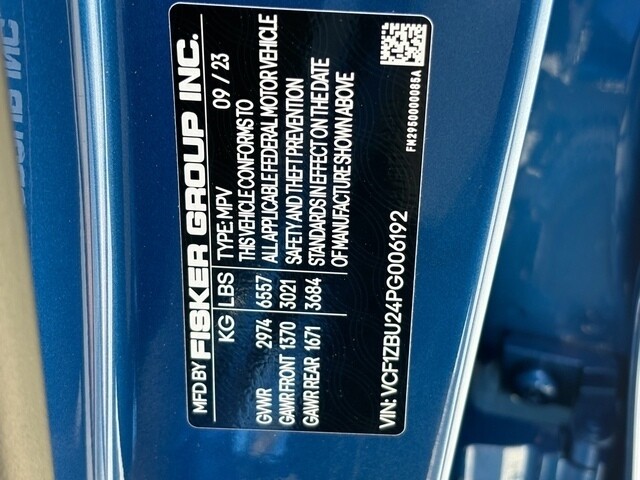 MFD BY FISKER GROUP INC.
KG LBS TYPE: MPV 09 / 23
GVWR 2974 6557
GAWR FRONT 1370 3021
GAWR REAR 1671 3684
THIS VEHICLE CONFORMS TO
ALL APPLICABLE FEDERAL MOTOR VEHICLE
SAFETY AND THEFT PREVENTION
STANDARDS IN EFFECT ON THE DATE
OF MANUFACTURE SHOWN ABOVE
VIN: VCF1ZBU24PG006192
FM2950000085A